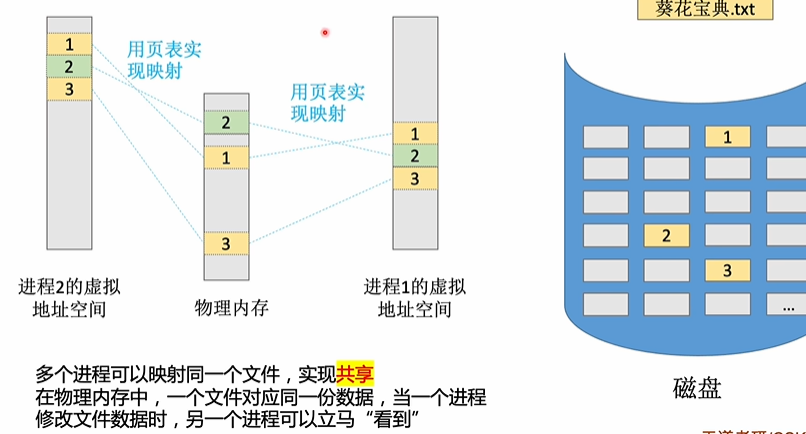 葵花宝典.txt
1
2
3
用页表实
现映射
2
1
3
用页表实
现映射
1
2
3
1
2
3
...
进程2的虚拟
地址空间
物理内存
进程1的虚拟
地址空间
磁盘
多个进程可以映射同一个文件，实现共享
在物理内存中，一个文件对应同一份数据，当一个进程
修改文件数据时，另一个进程可以立马“看到”